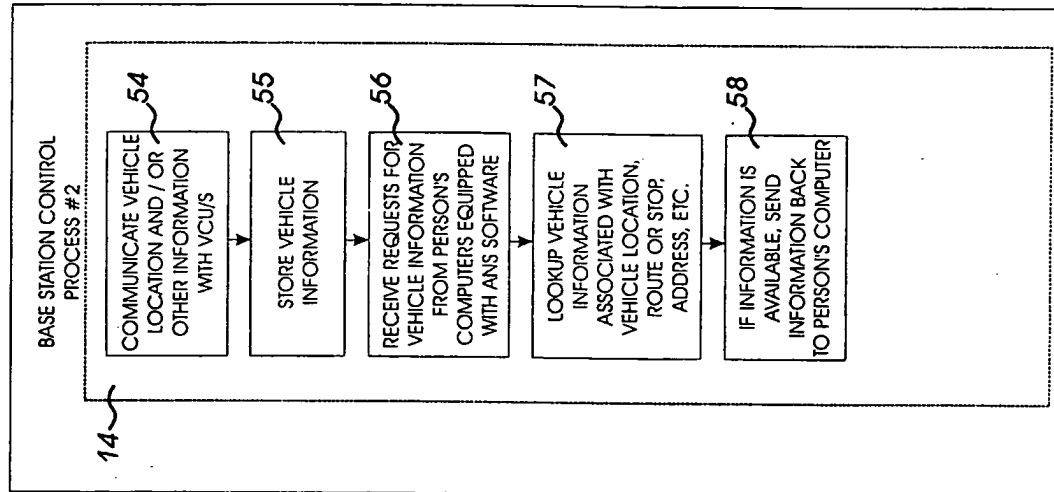 BASE STATION CONTROL
PROCESS #2
14
COMMUNICATE VEHICLE
LOCATION AND / OR
OTHER INFORMATION
WITH VCU/S
54
STORE VEHICLE
INFORMATION
55
RECEIVE REQUESTS FOR
VEHICLE INFORMATION
FROM PERSON'S
COMPUTERS EQUIPPED
WITH ANS SOFTWARE
56
LOOKUP VEHICLE
INFORMATION
ASSOCIATED WITH
VEHICLE LOCATION,
ROUTE OR STOP,
ADDRESS, ETC.
57
IF INFORMATION IS
AVAILABLE, SEND
INFORMATION BACK
TO PERSON'S COMPUTER
58